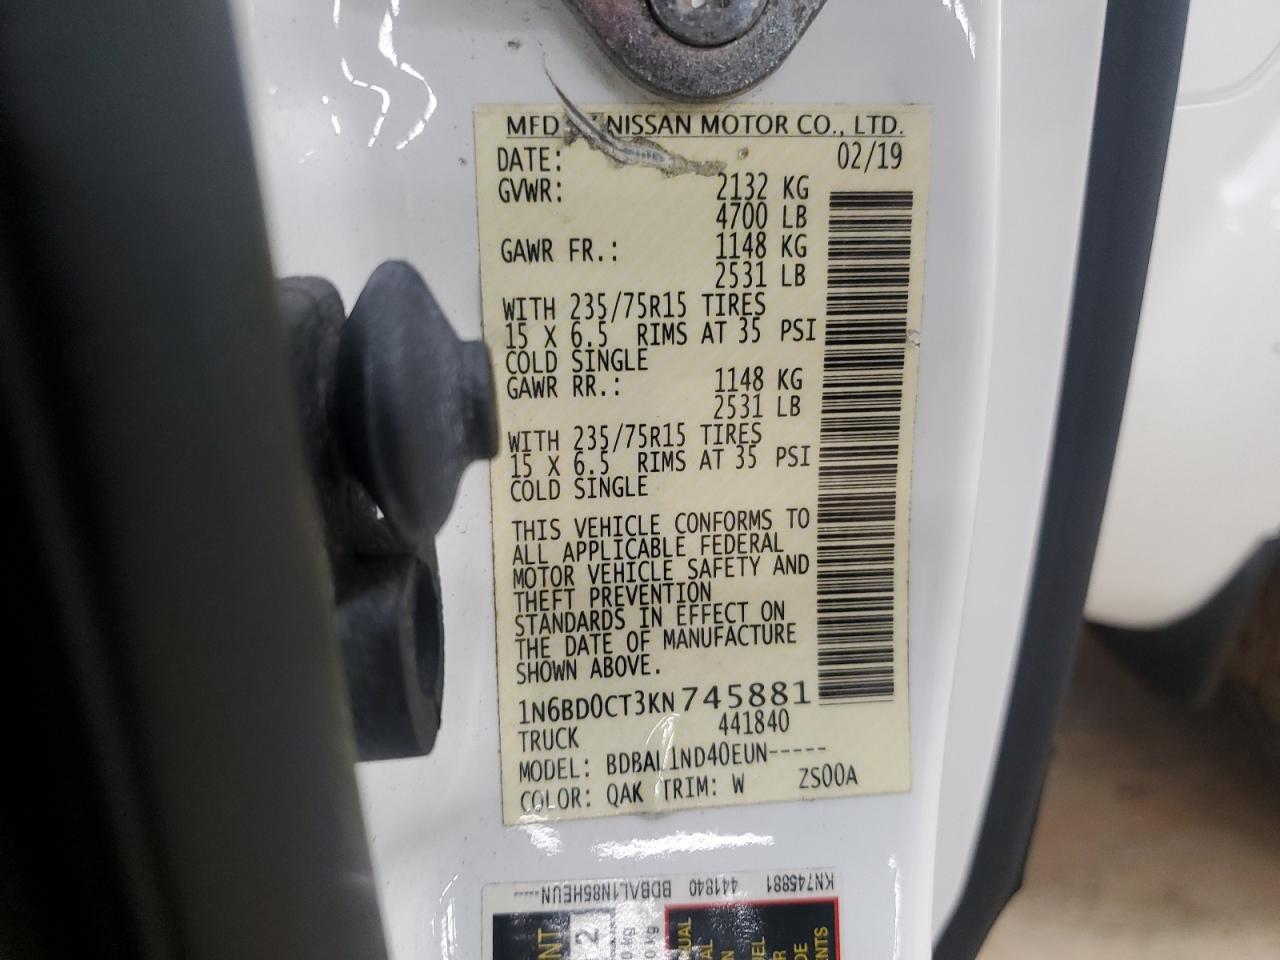 MFD NISSAN MOTOR CO., LTD.
DATE: 02/19
GVWR: 2132 KG
4700 LB
GAWR FR.: 1148 KG
2531 LB
WITH 235/75R15 TIRES
15 X 6.5 RIMS AT 35 PSI
COLD SINGLE
GAWR RR.: 1148 KG
2531 LB
WITH 235/75R15 TIRES
15 X 6.5 RIMS AT 35 PSI
COLD SINGLE
THIS VEHICLE CONFORMS TO
ALL APPLICABLE FEDERAL
MOTOR VEHICLE SAFETY AND
THEFT PREVENTION
STANDARDS IN EFFECT ON
THE DATE OF MANUFACTURE
SHOWN ABOVE.
1N6BD0CT3KN745881
TRUCK 441840
MODEL: BDBAL1ND40EUN-----
COLOR: QAK TRIM: W ZS00A
KN745881 441840 BDBAL1N85HEUN-----
2